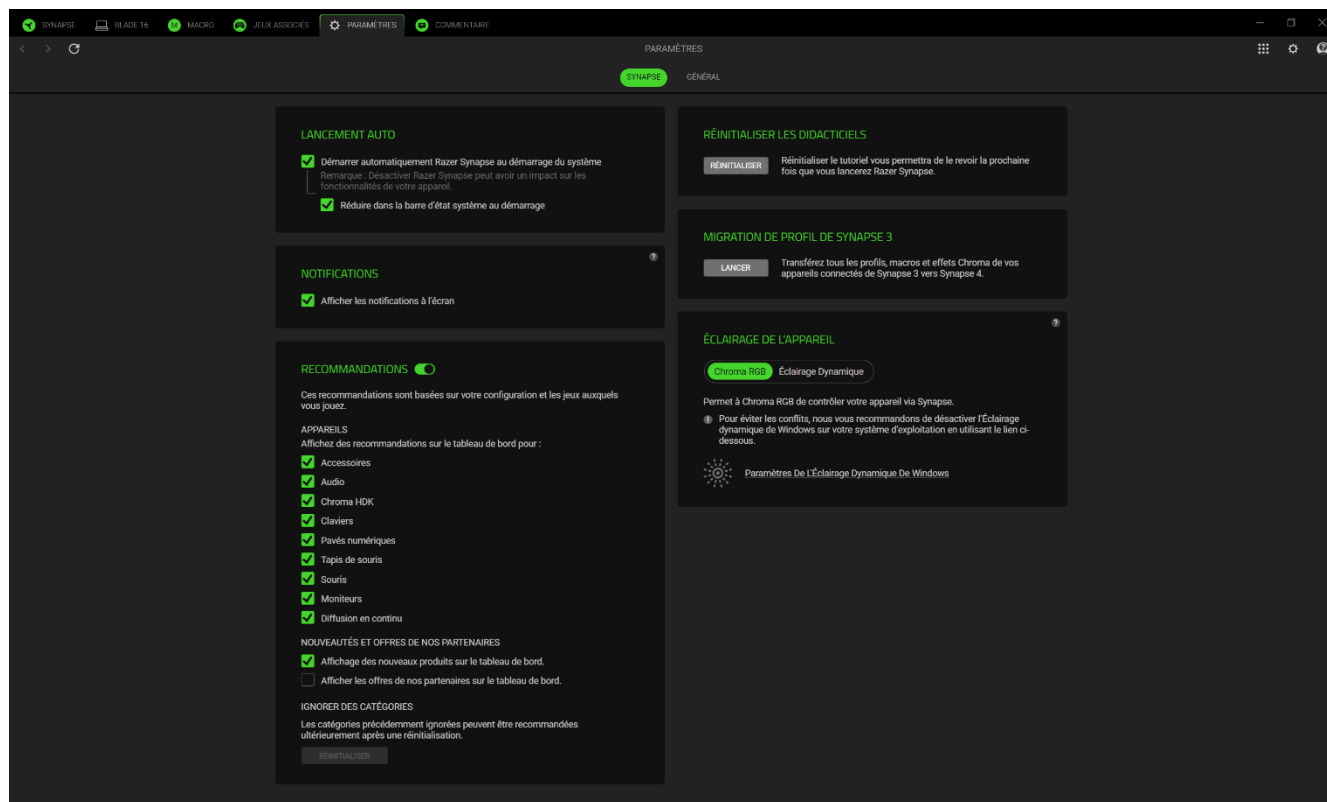 SYNAPSE
BLADE 16
MACRO
JEUX ASSOCIÉS
PARAMÈTRES
COMMENTAIRE
PARAMÈTRES
SYNAPSE
GÉNÉRAL
LANCEMENT AUTO
Démarrer automatiquement Razer Synapse au démarrage du système
Remarque : Désactiver Razer Synapse peut avoir un impact sur les
fonctionnalités de votre appareil.
Réduire dans la barre d'état système au démarrage
NOTIFICATIONS
Afficher les notifications à l'écran
RECOMMANDATIONS
Ces recommandations sont basées sur votre configuration et les jeux auxquels
vous jouez.
APPAREILS
Affichez des recommandations sur le tableau de bord pour :
Accessoires
Audio
Chroma HDK
Claviers
Pavés numériques
Tapis de souris
Souris
Moniteurs
Diffusion en continu
NOUVEAUTÉS ET OFFRES DE NOS PARTENAIRES
Affichage des nouveaux produits sur le tableau de bord.
Afficher les offres de nos partenaires sur le tableau de bord.
IGNORER DES CATÉGORIES
Les catégories précédemment ignorées peuvent être recommandées
ultérieurement après une réinitialisation.
RÉINITIALISER
RÉINITIALISER LES DIDACTICIELS
RÉINITIALISER
Réinitialiser le tutoriel vous permettra de le revoir la prochaine
fois que vous lancerez Razer Synapse.
MIGRATION DE PROFIL DE SYNAPSE 3
LANCER
Transférez tous les profils, macros et effets Chroma de vos
appareils connectés de Synapse 3 vers Synapse 4.
ÉCLAIRAGE DE L'APPAREIL
Chroma RGB
Éclairage Dynamique
Permet à Chroma RGB de contrôler votre appareil via Synapse.
Pour éviter les conflits, nous vous recommandons de désactiver l'Éclairage
dynamique de Windows sur votre système d'exploitation en utilisant le lien ci-
dessous.
Paramètres De L'Éclairage Dynamique De Windows